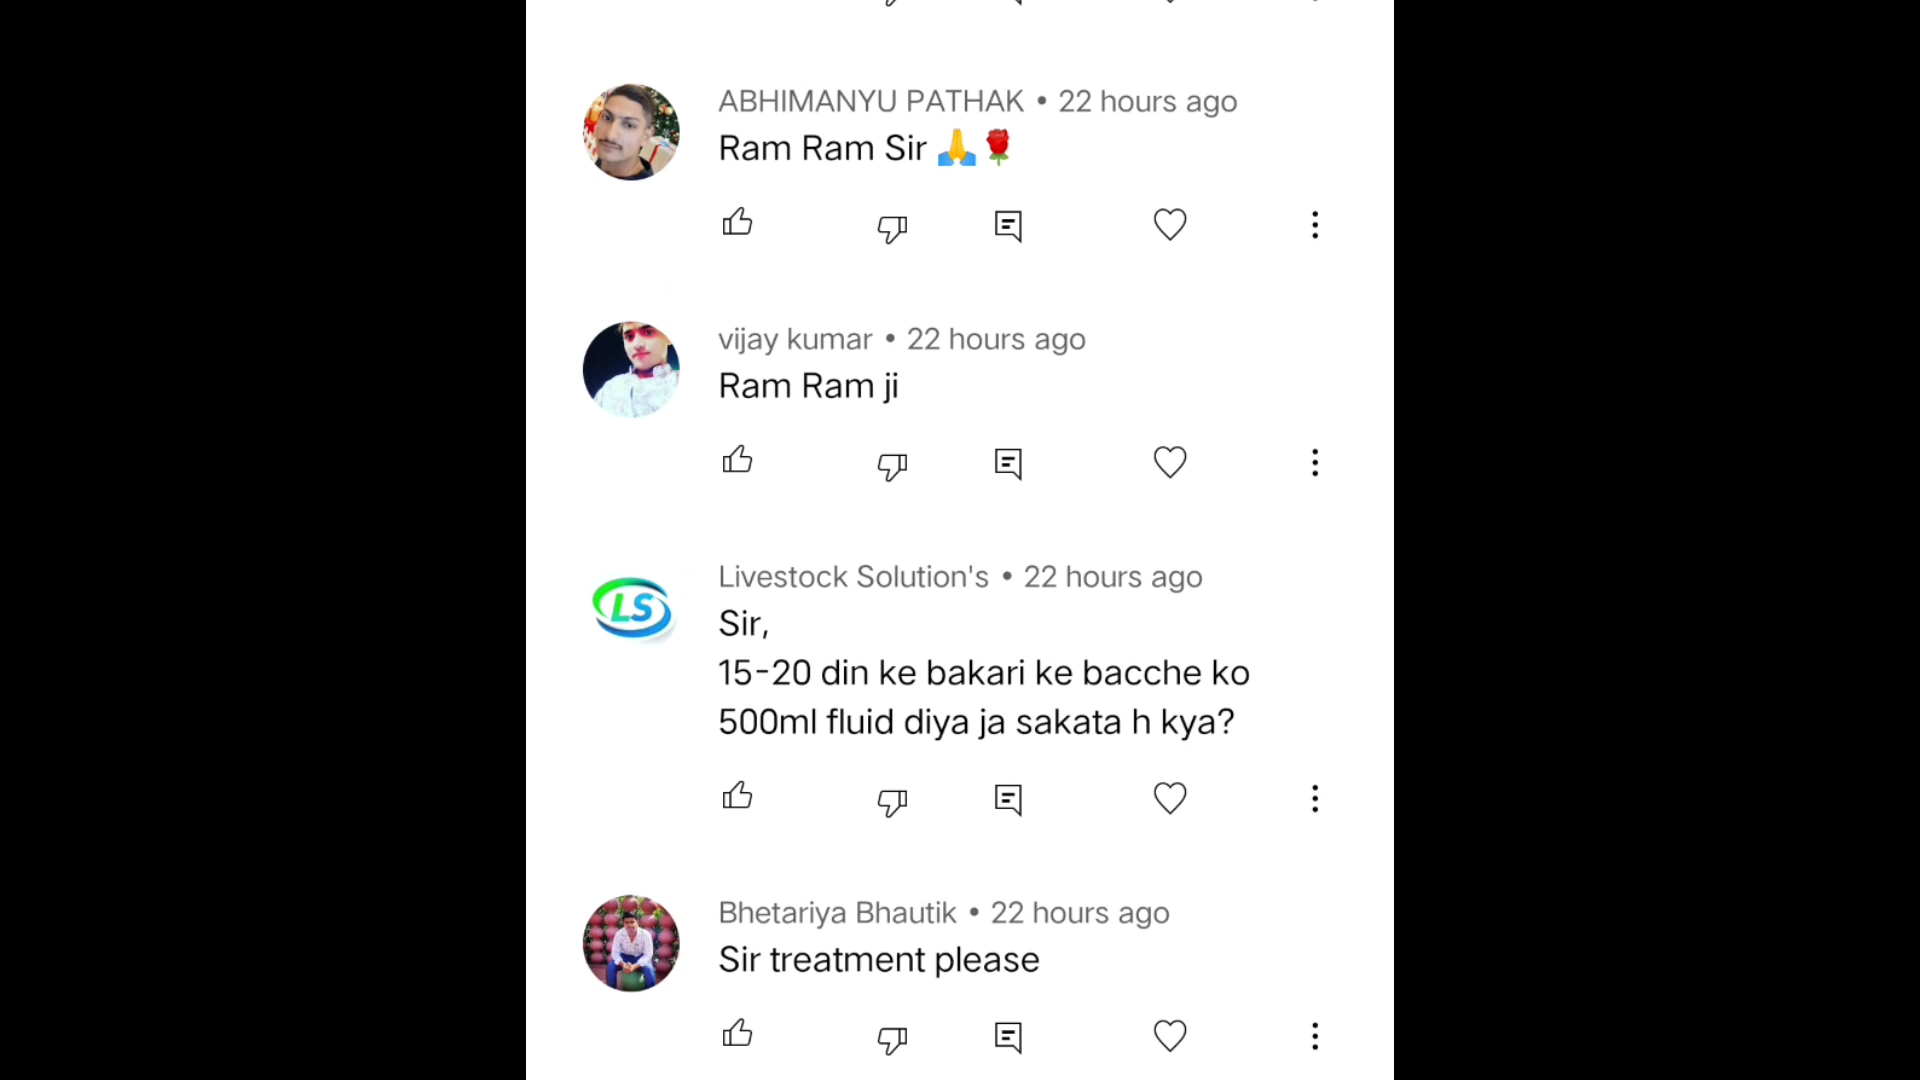 ABHIMANYU PATHAK • 22 hours ago
Ram Ram Sir 🙏🌹
vijay kumar • 22 hours ago
Ram Ram ji
Livestock Solution's • 22 hours ago
LS
Sir,
15-20 din ke bakari ke bacche ko
500ml fluid diya ja sakata h kya?
Bhetariya Bhautik • 22 hours ago
Sir treatment please